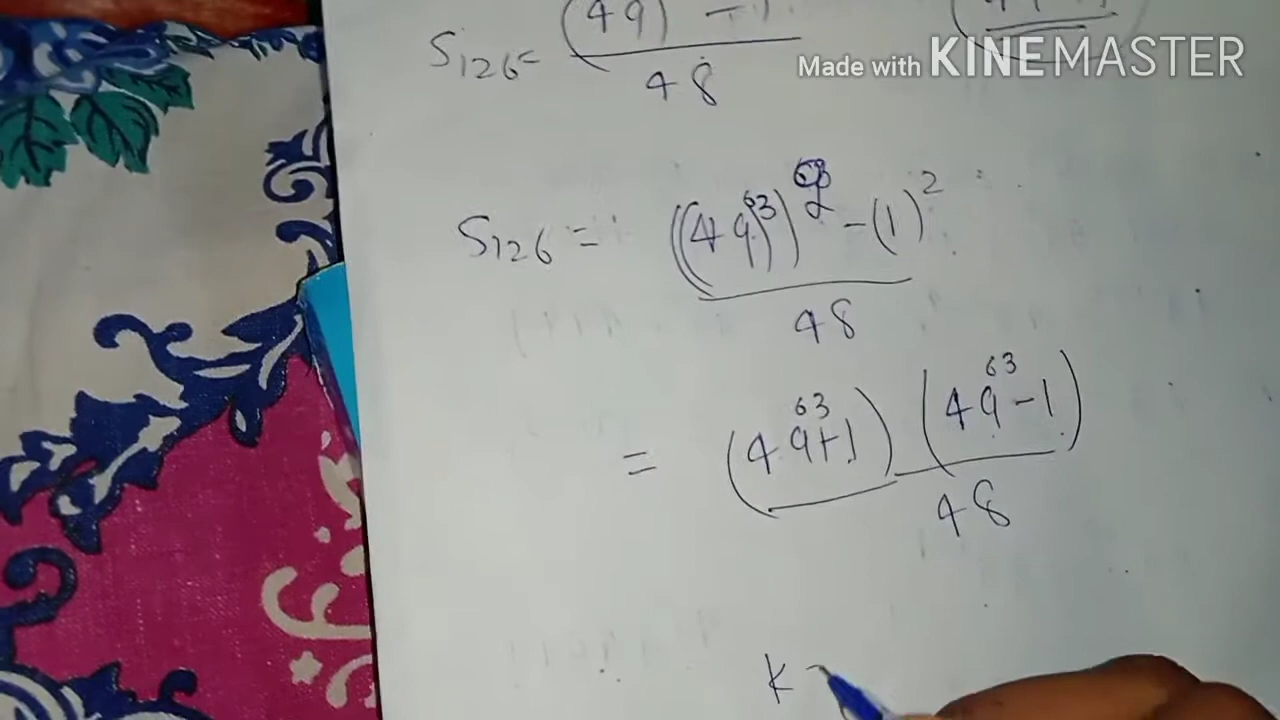 S126 = (49) - 1
48
Made with KINEMASTER
S126 = ((49)^63)^2 - (1)^2
48
= (49^63+1) (49^63-1)
48
K